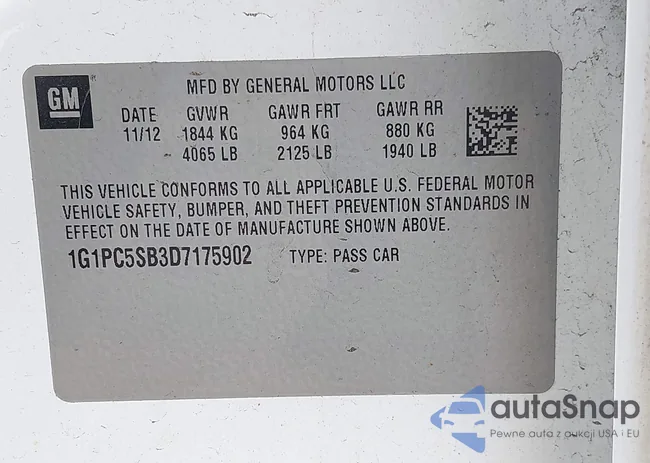 GM
MFD BY GENERAL MOTORS LLC
DATE GVWR GAWR FRT GAWR RR
11/12 1844 KG 964 KG 880 KG
4065 LB 2125 LB 1940 LB
THIS VEHICLE CONFORMS TO ALL APPLICABLE U.S. FEDERAL MOTOR
VEHICLE SAFETY, BUMPER, AND THEFT PREVENTION STANDARDS IN
EFFECT ON THE DATE OF MANUFACTURE SHOWN ABOVE.
1G1PC5SB3D7175902 TYPE: PASS CAR
autaSnap
Pewne auta z aukcji USA i EU